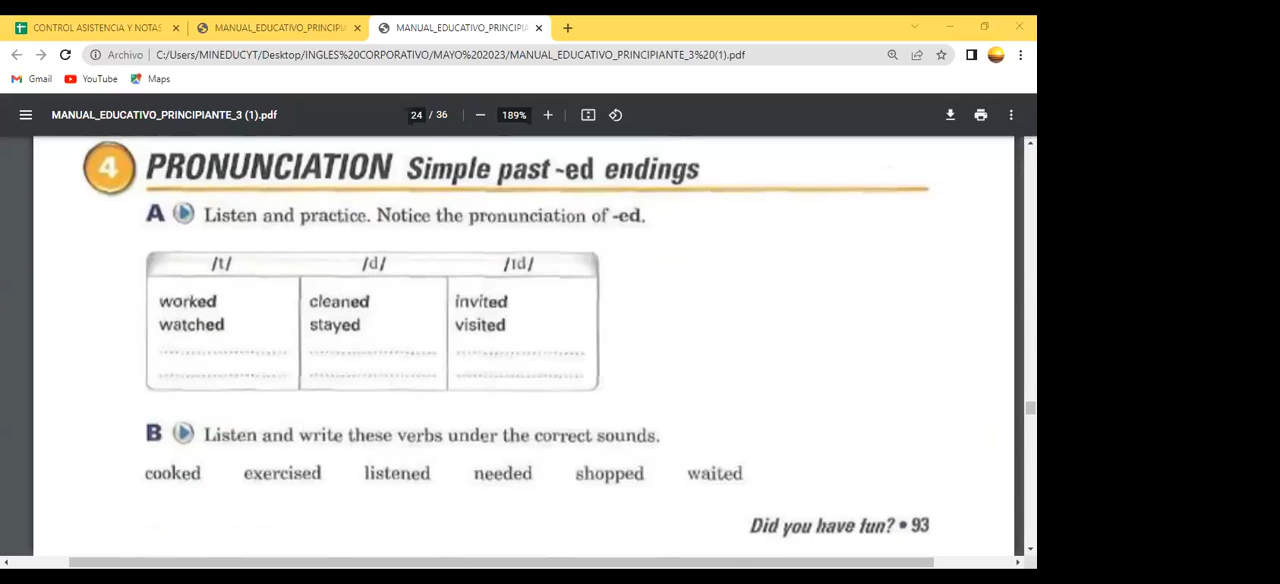 CONTROL ASISTENCIA Y NOTAS
MANUAL_EDUCATIVO_PRINCIPI
MANUAL_EDUCATIVO_PRINCIPIA
Archivo
C:/Users/MINEDUCYT/Desktop/INGLES%20CORPORATIVO/MAYO%202023/MANUAL_EDUCATIVO_PRINCIPIANTE_3%20(1).pdf
Gmail YouTube Maps
MANUAL_EDUCATIVO_PRINCIPIANTE_3 (1).pdf
24 / 36
189%
4 PRONUNCIATION Simple past -ed endings
A Listen and practice. Notice the pronunciation of -ed.
/t/ /d/ /ɪd/
worked cleaned invited
watched stayed visited
B Listen and write these verbs under the correct sounds.
cooked exercised listened needed shopped waited
Did you have fun? • 93